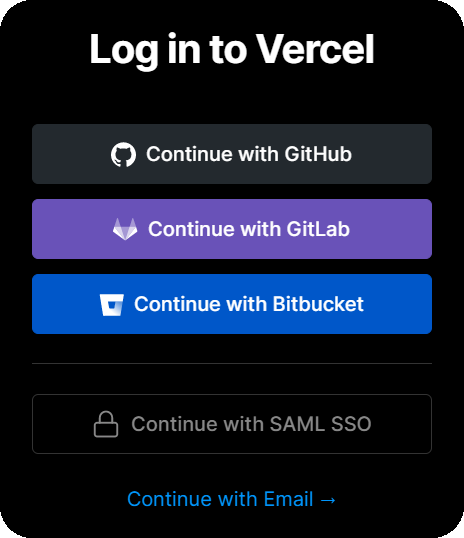 Log in to Vercel
Continue with GitHub
Continue with GitLab
Continue with Bitbucket
Continue with SAML SSO
Continue with Email →